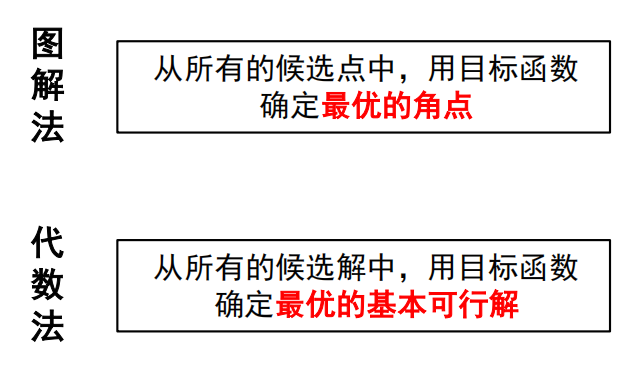 图解法
从所有的候选点中，用目标函数
确定最优的角点
代数法
从所有的候选解中，用目标函数
确定最优的基本可行解